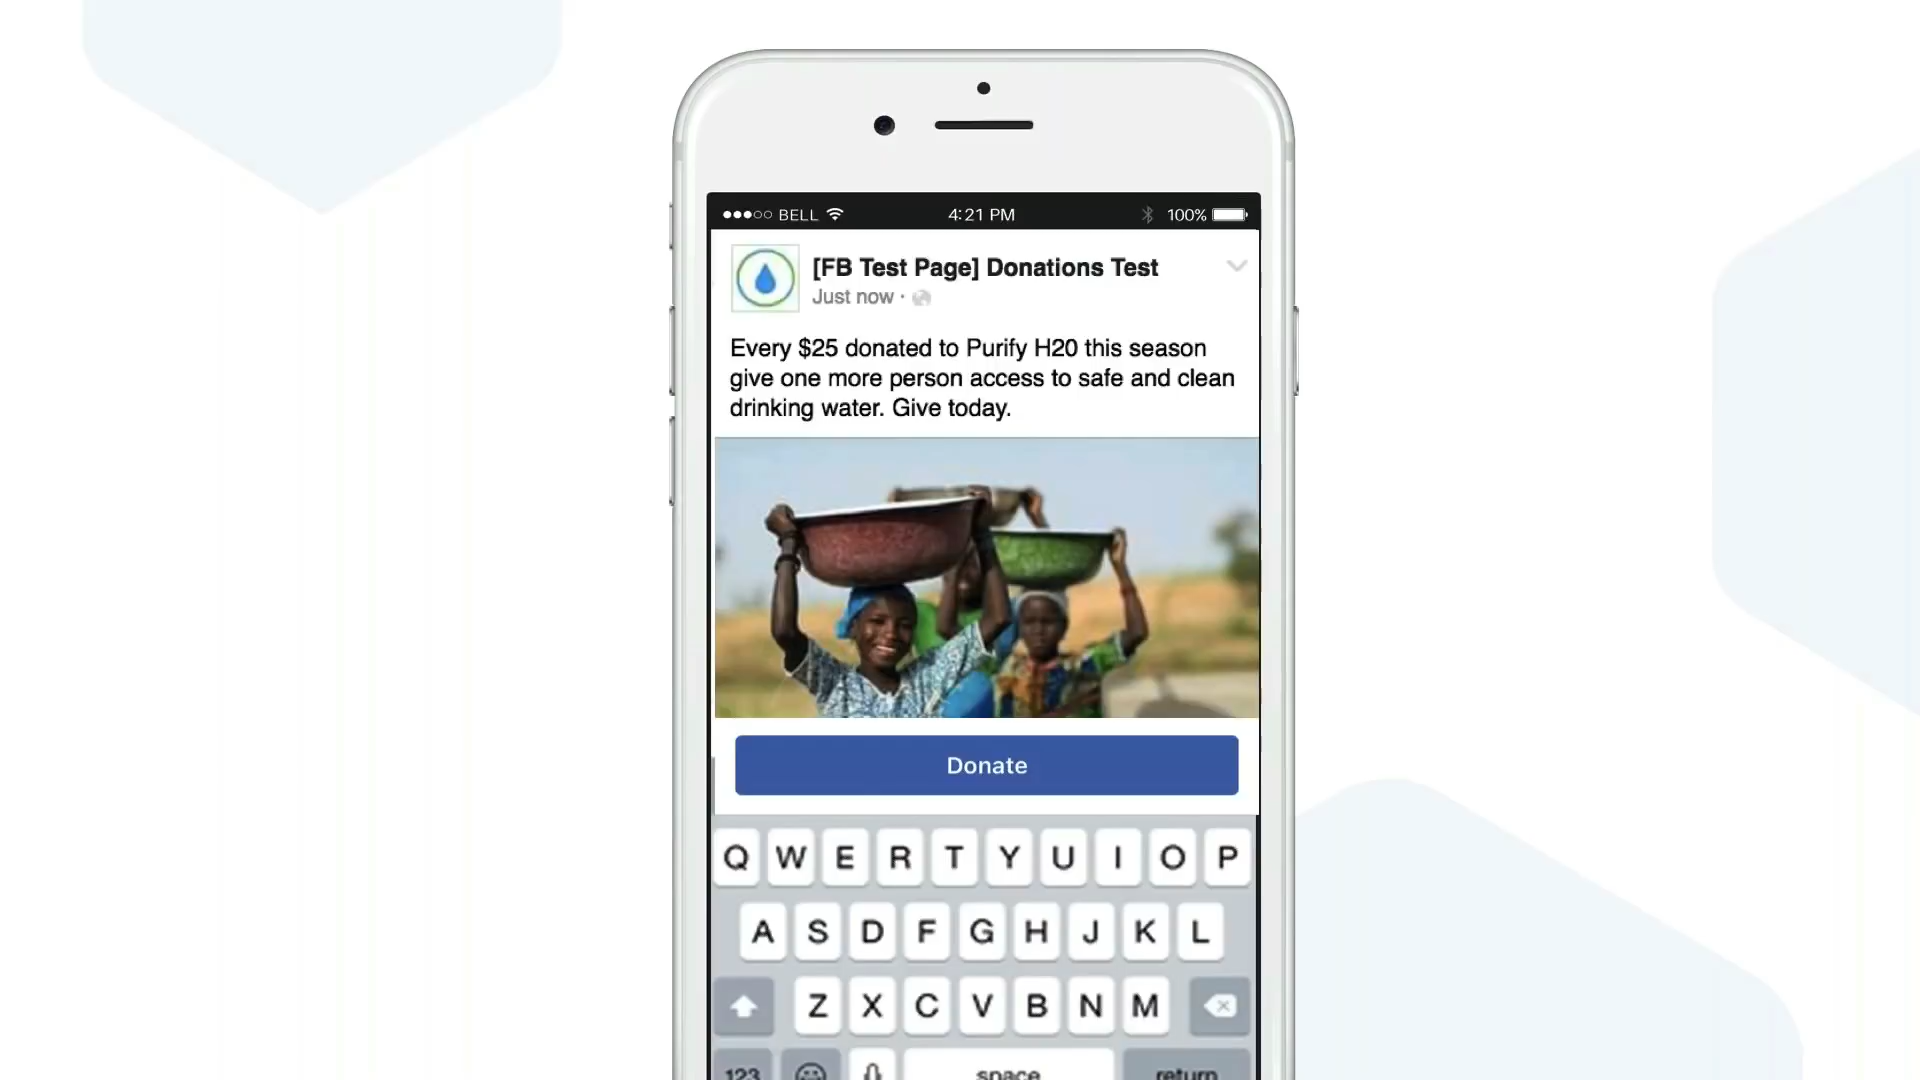 BELL 4:21 PM 100%
[FB Test Page] Donations Test
Just now ·
Every $25 donated to Purify H20 this season
give one more person access to safe and clean
drinking water. Give today.
Donate
Q W E R T Y U I O P
A S D F G H J K L
Z X C V B N M
123 space return